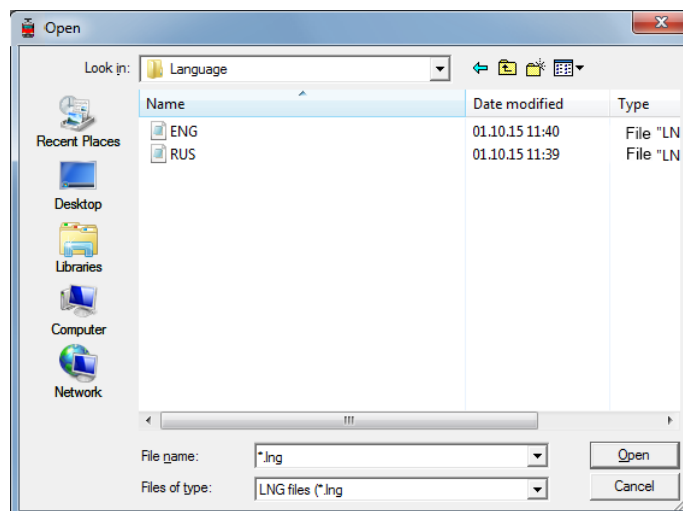 Open
Look in: Language
Name Date modified Type
ENG 01.10.15 11:40 File "LN
RUS 01.10.15 11:39 File "LN
Recent Places
Desktop
Libraries
Computer
Network
File name: *.lng Open
Files of type: LNG files (*.lng Cancel